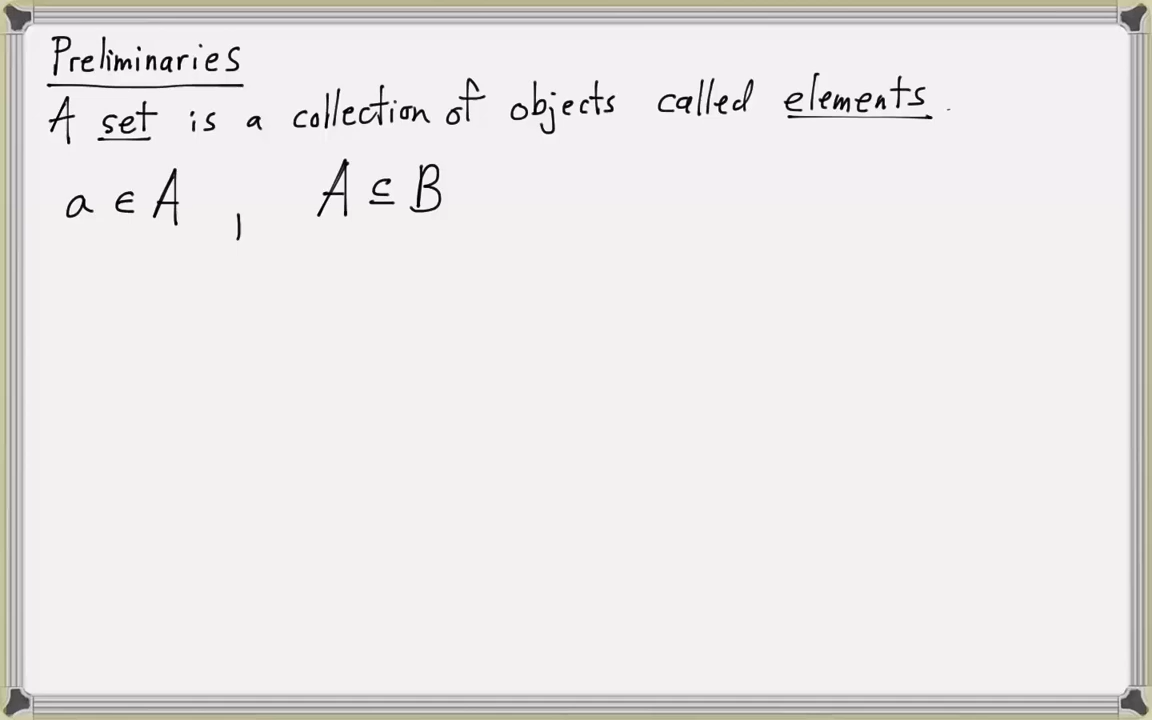 Preliminaries
A set is a collection of objects called elements.
a ∈ A , A ⊆ B